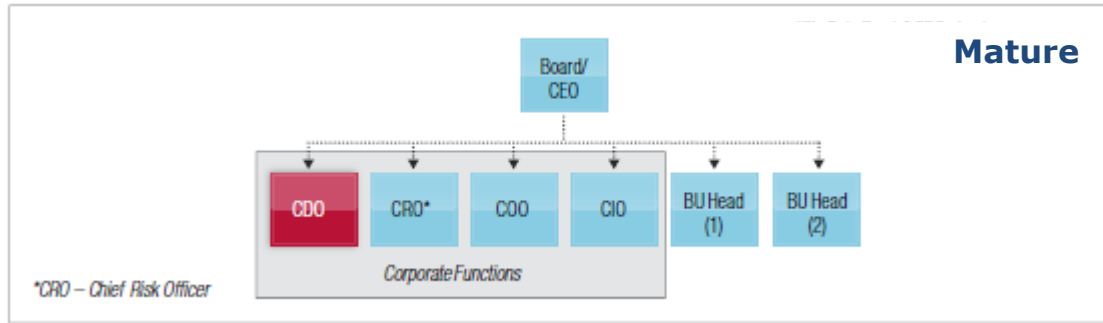 Mature
Board/
CEO
CDO
CRO*
COO
CIO
BU Head
(1)
BU Head
(2)
Corporate Functions
*CRO – Chief Risk Officer